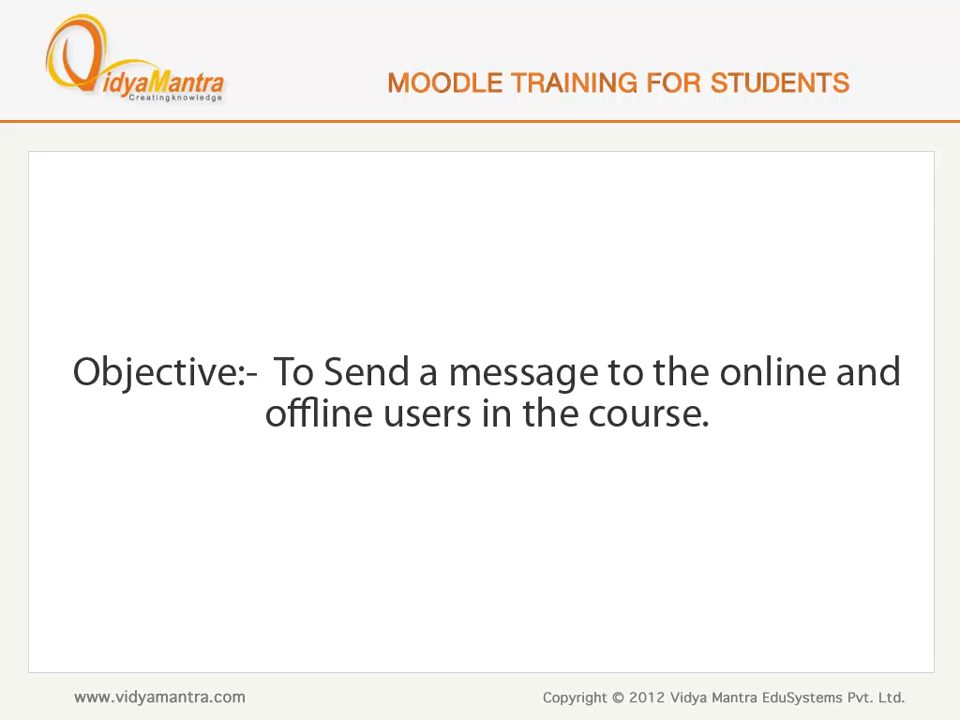 VidyaMantra
Creatingknowledge
MOODLE TRAINING FOR STUDENTS
Objective:- To Send a message to the online and
offline users in the course.
www.vidyamantra.com
Copyright © 2012 Vidya Mantra EduSystems Pvt. Ltd.